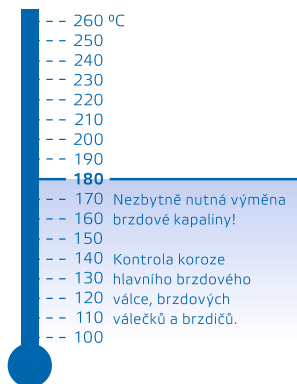 260 ºC
250
240
230
220
210
200
190
180
170 Nezbytně nutná výměna
160 brzdové kapaliny!
150
140 Kontrola koroze
130 hlavního brzdového
120 válce, brzdových
110 válečků a brzdičů.
100